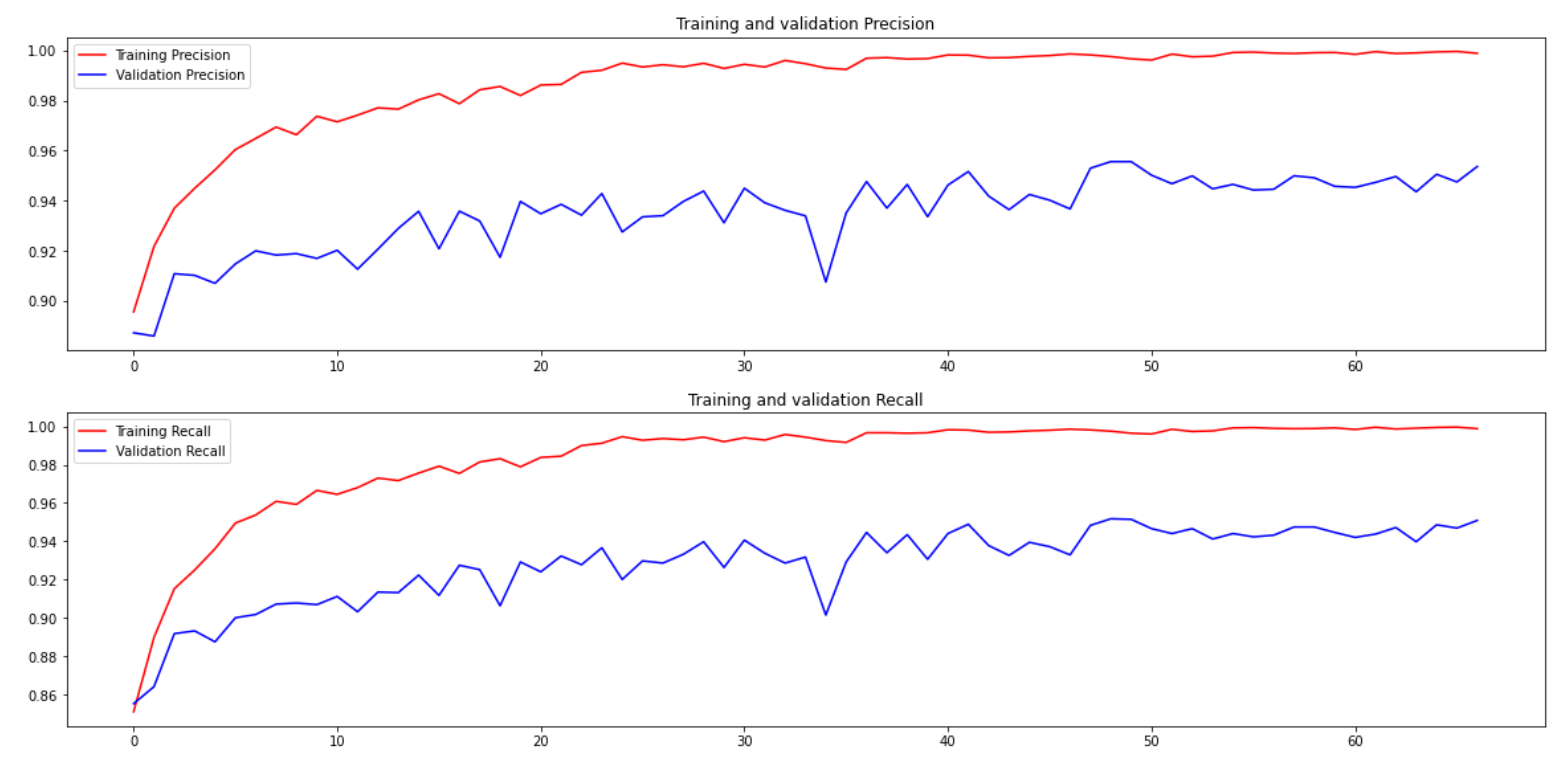 Training and validation Precision
Training Precision
Validation Precision
1.00
0.98
0.96
0.94
0.92
0.90
0 10 20 30 40 50 60
Training and validation Recall
Training Recall
Validation Recall
1.00
0.98
0.96
0.94
0.92
0.90
0.88
0.86
0 10 20 30 40 50 60